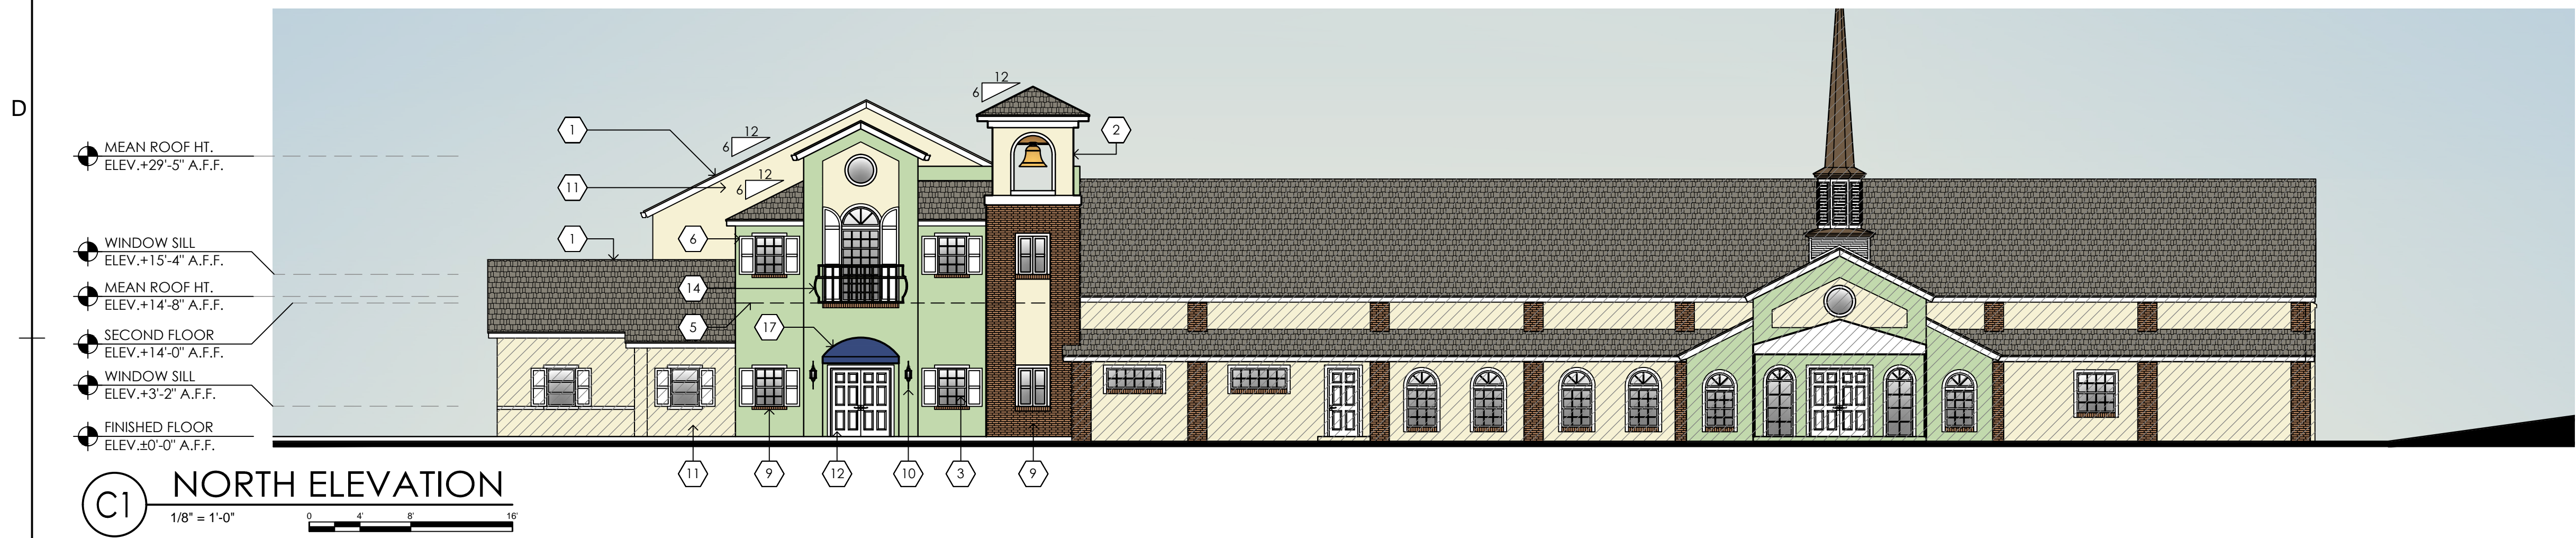 D
MEAN ROOF HT.
ELEV.+29'-5" A.F.F.
WINDOW SILL
ELEV.+15'-4" A.F.F.
MEAN ROOF HT.
ELEV.+14'-8" A.F.F.
SECOND FLOOR
ELEV.+14'-0" A.F.F.
WINDOW SILL
ELEV.+3'-2" A.F.F.
FINISHED FLOOR
ELEV.±0'-0" A.F.F.
12
6
1
12
6
2
11
12
6
1
6
14
5
17
11
9
12
10
3
9
C1
NORTH ELEVATION
1/8" = 1'-0"
0 4' 8' 16'